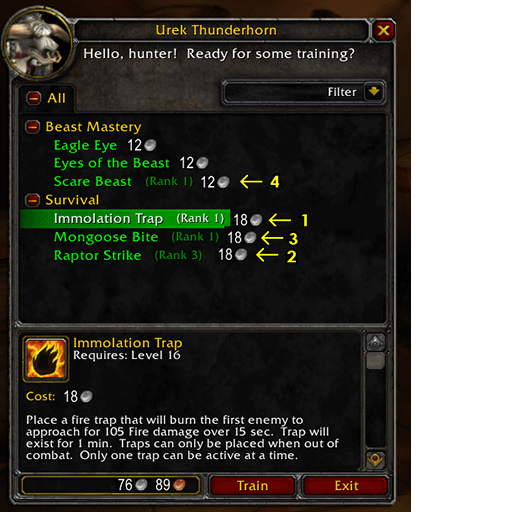 Urek Thunderhorn
Hello, hunter! Ready for some training?
All
Filter
Beast Mastery
Eagle Eye 12
Eyes of the Beast 12
Scare Beast (Rank 1) 12 ← 4
Survival
Immolation Trap (Rank 1) 18 ← 1
Mongoose Bite (Rank 1) 18 ← 3
Raptor Strike (Rank 3) 18 ← 2
Immolation Trap
Requires: Level 16
Cost: 18
Place a fire trap that will burn the first enemy to
approach for 105 Fire damage over 15 sec. Trap will
exist for 1 min. Traps can only be placed when out of
combat. Only one trap can be active at a time.
76 89 Train Exit